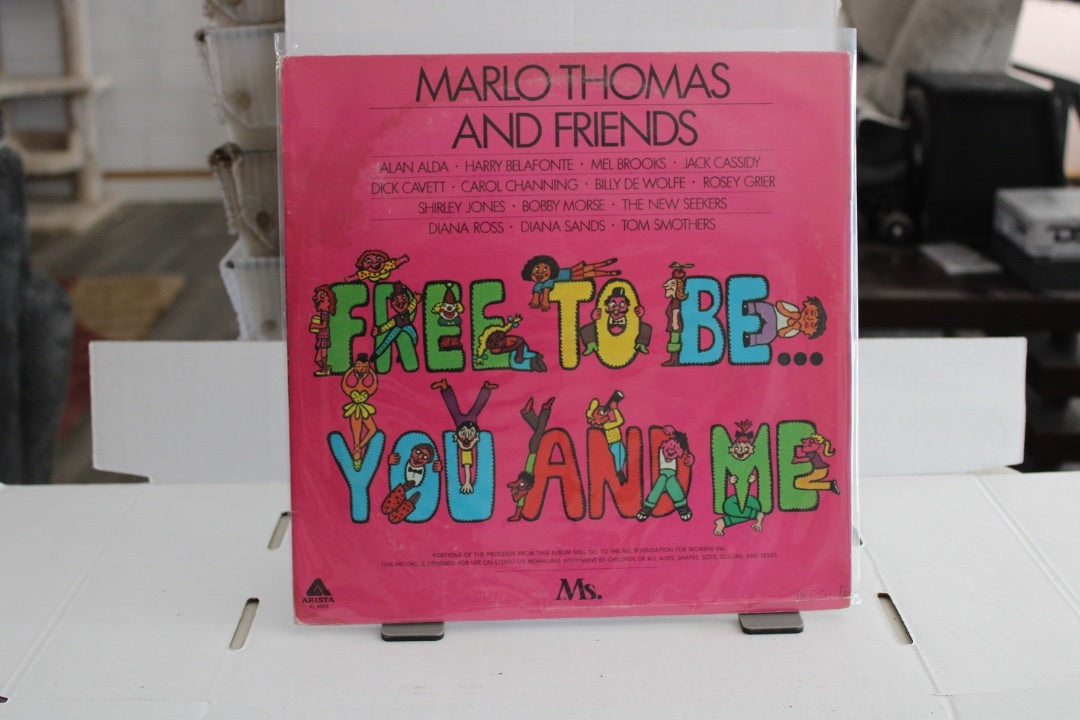 MARLO THOMAS
AND FRIENDS
ALAN ALDA · HARRY BELAFONTE · MEL BROOKS · JACK CASSIDY
DICK CAVETT · CAROL CHANNING · BILLY DE WOLFE · ROSEY GRIER
SHIRLEY JONES · BOBBY MORSE · THE NEW SEEKERS
DIANA ROSS · DIANA SANDS · TOM SMOTHERS
FREE TO BE...
YOU AND ME
PORTIONS OF THE PROCEEDS FROM THIS ALBUM WILL GO TO THE MS. FOUNDATION FOR WOMEN, INC.
THIS RECORD IS DESIGNED FOR USE ON STEREO OR MONAURAL EQUIPMENT BY CHILDREN OF ALL AGES, SHAPES, SIZES, COLORS, AND SEXES.
Ms.
ARISTA